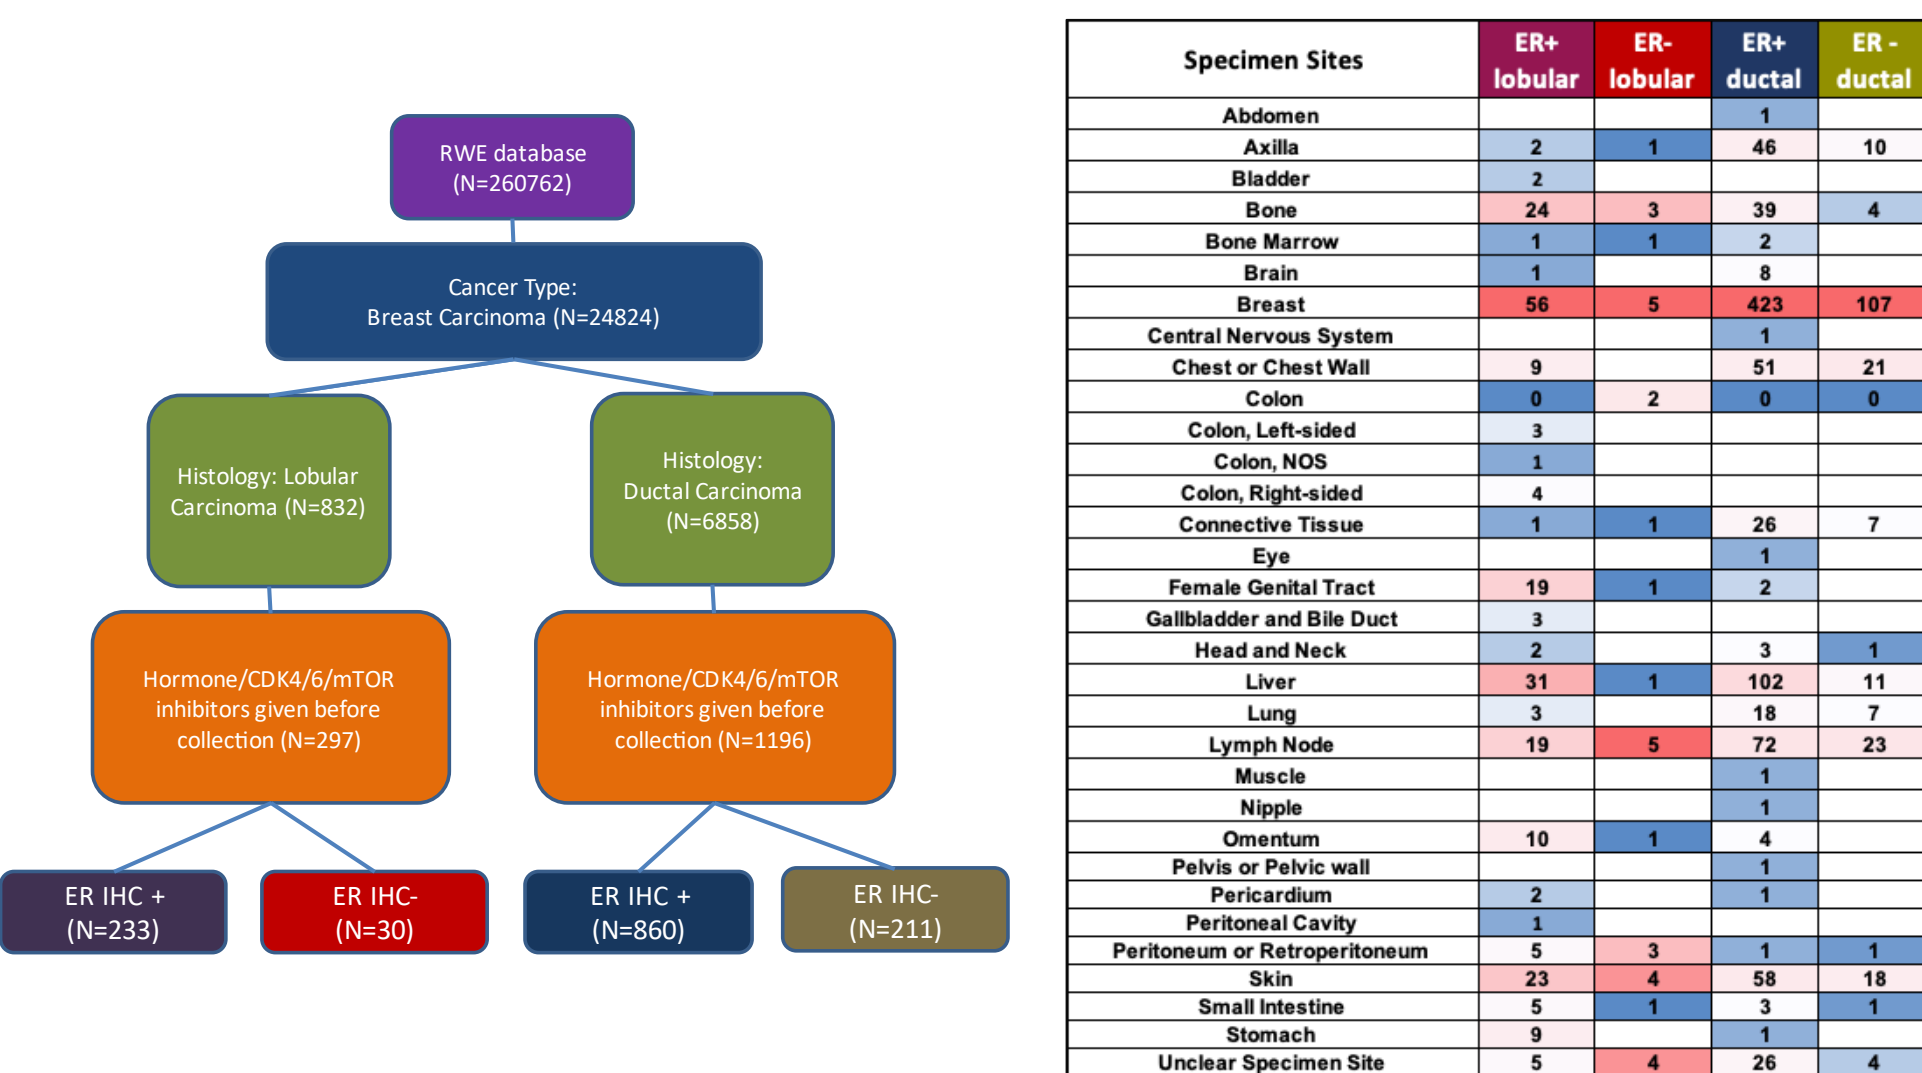 RWE database
(N=260762)
Cancer Type:
Breast Carcinoma (N=24824)
Histology: Lobular
Carcinoma (N=832)
Histology:
Ductal Carcinoma
(N=6858)
Hormone/CDK4/6/mTOR
inhibitors given before
collection (N=297)
Hormone/CDK4/6/mTOR
inhibitors given before
collection (N=1196)
ER IHC +
(N=233)
ER IHC-
(N=30)
ER IHC +
(N=860)
ER IHC-
(N=211)
Specimen Sites ER+ lobular ER- lobular ER+ ductal ER - ductal
Abdomen 1
Axilla 2 1 46 10
Bladder 2
Bone 24 3 39 4
Bone Marrow 1 1 2
Brain 1 8
Breast 56 5 423 107
Central Nervous System 1
Chest or Chest Wall 9 51 21
Colon 0 2 0 0
Colon, Left-sided 3
Colon, NOS 1
Colon, Right-sided 4
Connective Tissue 1 1 26 7
Eye 1
Female Genital Tract 19 1 2
Gallbladder and Bile Duct 3
Head and Neck 2 3 1
Liver 31 1 102 11
Lung 3 18 7
Lymph Node 19 5 72 23
Muscle 1
Nipple 1
Omentum 10 1 4
Pelvis or Pelvic wall 1
Pericardium 2 1
Peritoneal Cavity 1
Peritoneum or Retroperitoneum 5 3 1 1
Skin 23 4 58 18
Small Intestine 5 1 3 1
Stomach 9 1
Unclear Specimen Site 5 4 26 4